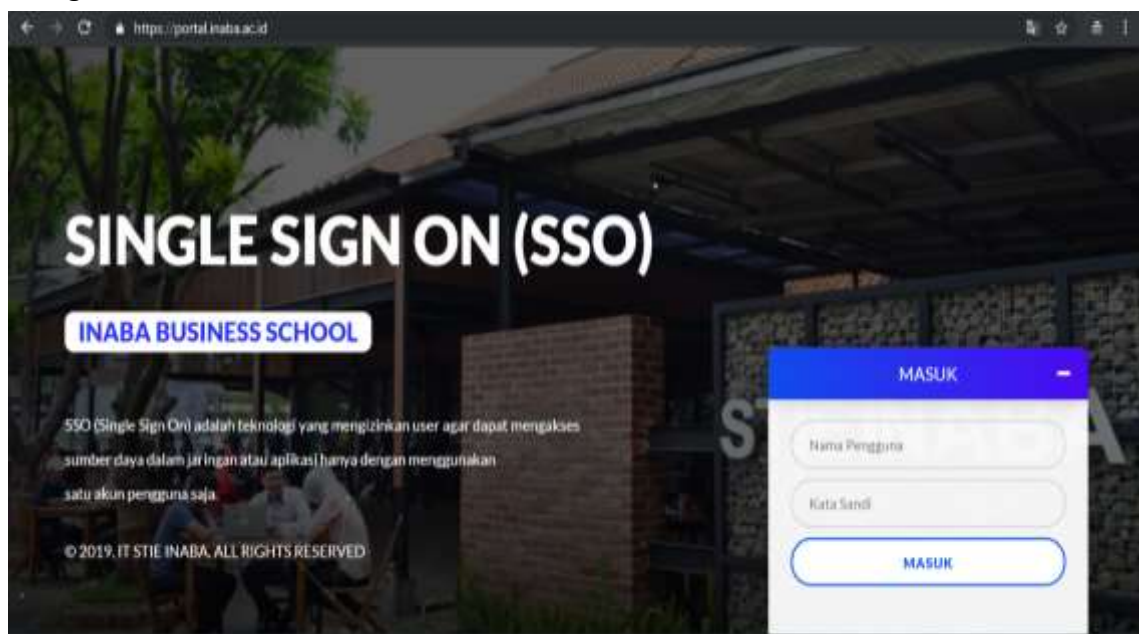 https://portal.inaba.ac.id
SINGLE SIGN ON (SSO)
INABA BUSINESS SCHOOL
SSO (Single Sign On) adalah teknologi yang mengizinkan user agar dapat mengakses
sumber daya dalam jaringan atau aplikasi hanya dengan menggunakan
satu akun pengguna saja.
© 2019. IT STIE INABA. ALL RIGHTS RESERVED
MASUK
Nama Pengguna
Kata Sandi
MASUK